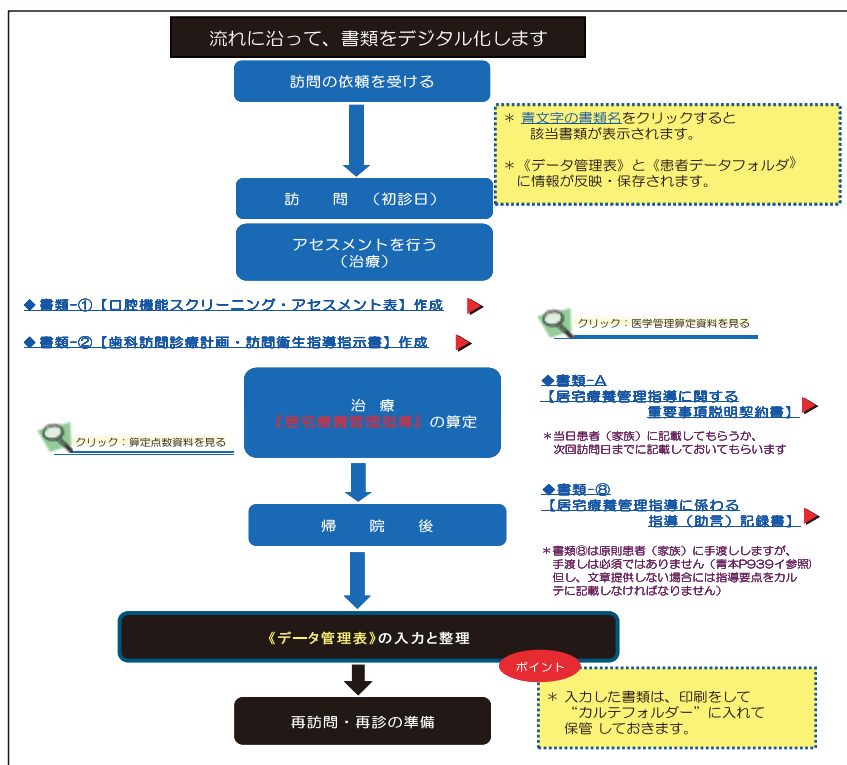 流れに沿って、書類をデジタル化します
訪問の依頼を受ける
＊ 青文字の書類名をクリックすると
該当書類が表示されます。
＊《データ管理表》と《患者データフォルダ》
に情報が反映・保存されます。
訪　問　（初診日）
アセスメントを行う
（治療）
◆書類-①【口腔機能スクリーニング・アセスメント表】作成
◆書類-②【歯科訪問診療計画・訪問衛生指導指示書】作成
クリック：医学管理算定資料を見る
治　療
『居宅療養管理指導』の算定
クリック：算定点数資料を見る
◆書類-A
【居宅療養管理指導に関する
重要事項説明契約書】
＊当日患者（家族）に記載してもらうか、
次回訪問日までに記載しておいてもらいます
帰　院　後
◆書類-⑧
【居宅療養管理指導に係わる
指導（助言）記録書】
＊書類⑧は原則患者（家族）に手渡ししますが、
手渡しは必須ではありません（青本P939イ参照）
但し、文章提供しない場合には指導要点をカル
テに記載しなければなりません）
《データ管理表》の入力と整理
ポイント
＊ 入力した書類は、印刷をして
“カルテフォルダー”に入れて
保管 しておきます。
再訪問・再診の準備